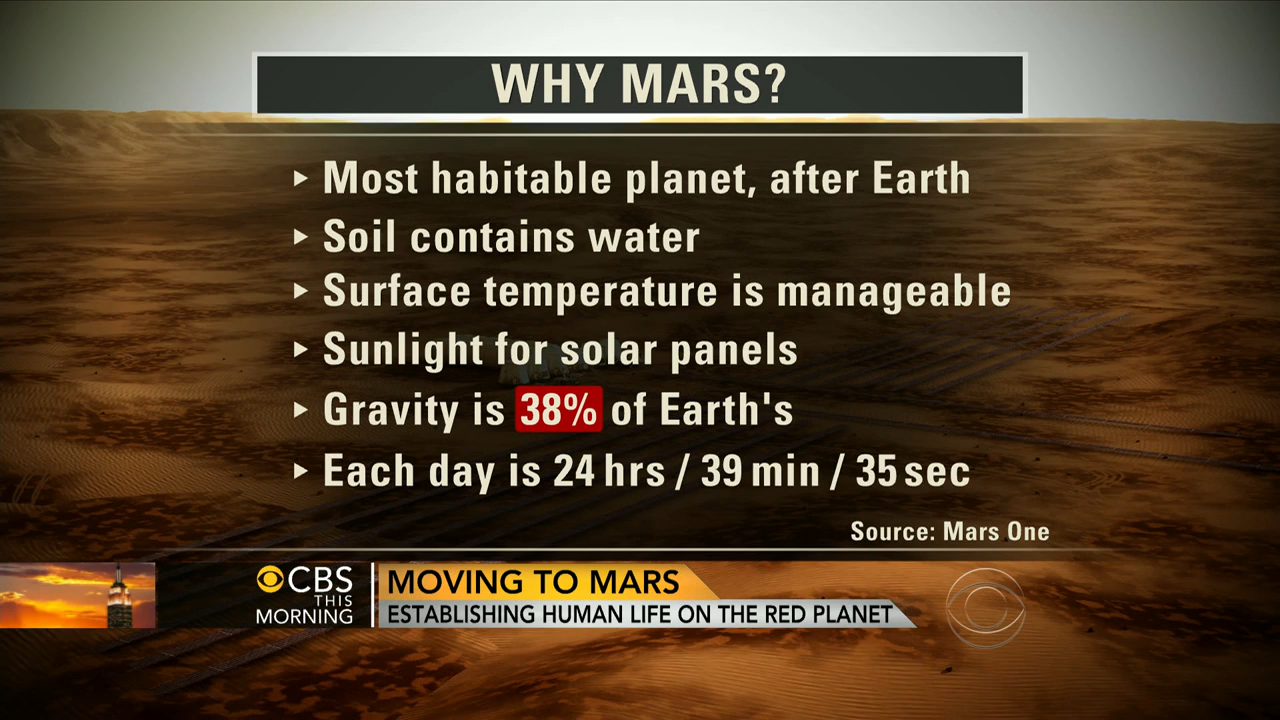 WHY MARS?
▸ Most habitable planet, after Earth
▸ Soil contains water
▸ Surface temperature is manageable
▸ Sunlight for solar panels
▸ Gravity is 38% of Earth's
▸ Each day is 24 hrs / 39 min / 35 sec
Source: Mars One
CBS
THIS
MORNING
MOVING TO MARS
ESTABLISHING HUMAN LIFE ON THE RED PLANET